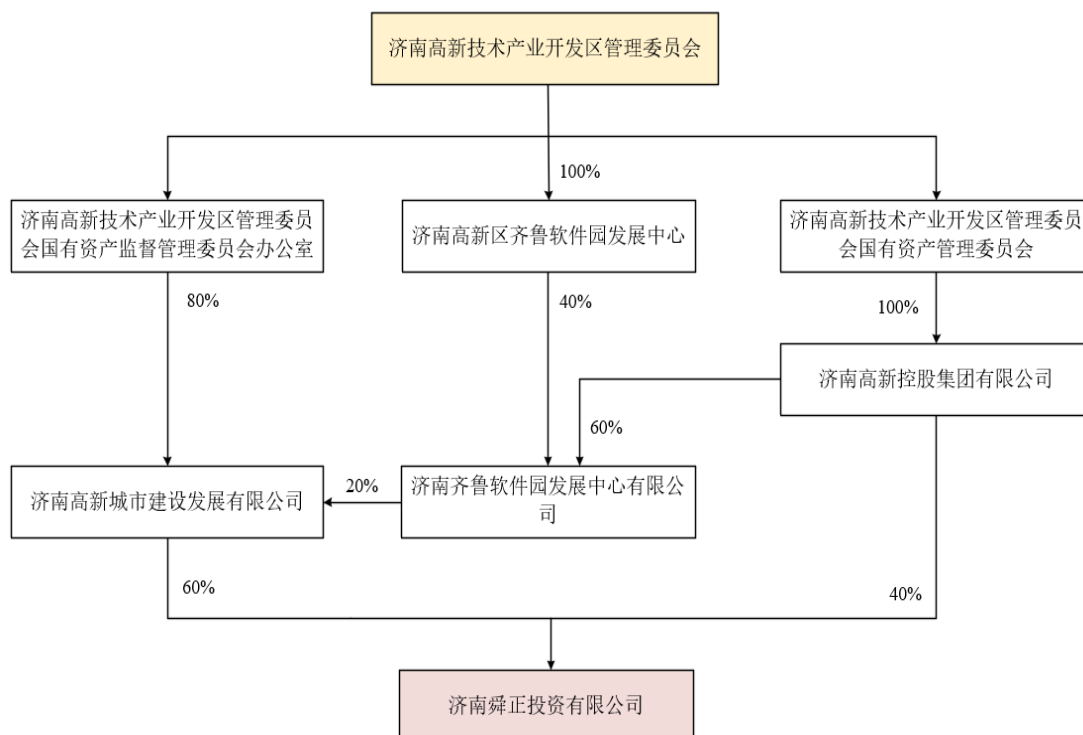 济南高新技术产业开发区管理委员会
100%
济南高新技术产业开发区管理委员
会国有资产监督管理委员会办公室
济南高新区齐鲁软件园发展中心
济南高新技术产业开发区管理委员
会国有资产管理委员会
80%
40%
100%
济南高新控股集团有限公司
60%
济南高新城市建设发展有限公司
20%
济南齐鲁软件园发展中心有限公
司
60%
40%
济南舜正投资有限公司